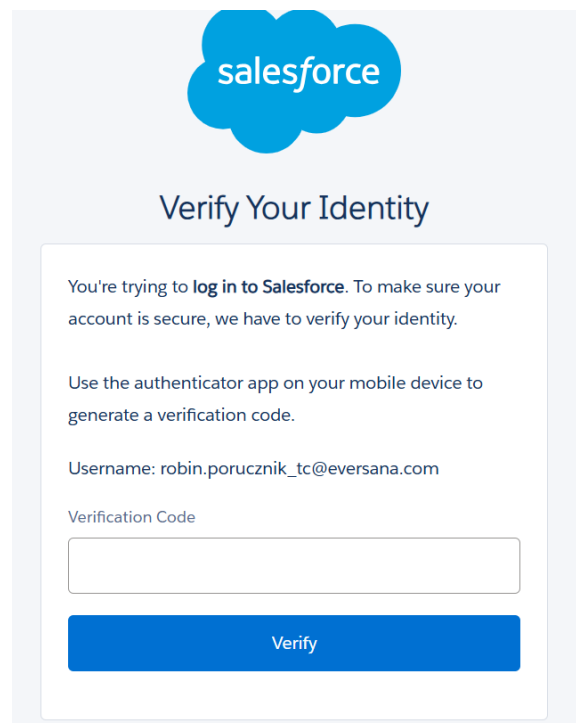 salesforce
Verify Your Identity
You're trying to log in to Salesforce. To make sure your
account is secure, we have to verify your identity.
Use the authenticator app on your mobile device to
generate a verification code.
Username: robin.porucznik_tc@eversana.com
Verification Code
Verify